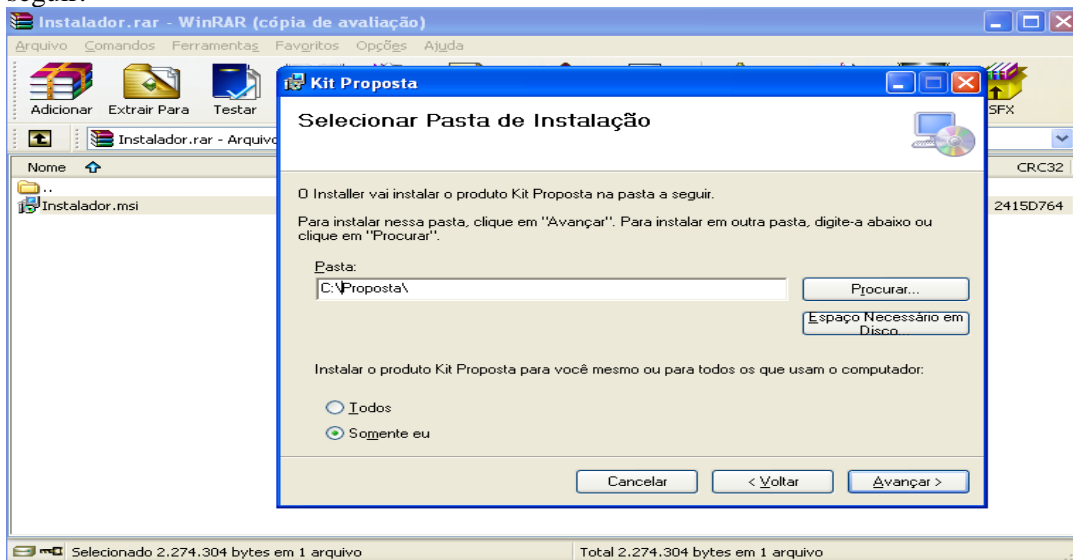 seguir:
Instalador.rar - WinRAR (cópia de avaliação)
Arquivo Comandos Ferramentas Favoritos Opções Ajuda
Adicionar Extrair Para Testar SFX
Instalador.rar - Arquivo
Nome CRC32
..
Instalador.msi 2415D764
Kit Proposta
Selecionar Pasta de Instalação
O Installer vai instalar o produto Kit Proposta na pasta a seguir.
Para instalar nessa pasta, clique em "Avançar". Para instalar em outra pasta, digite-a abaixo ou
clique em "Procurar".
Pasta:
C:\Proposta\
Procurar...
Espaço Necessário em
Disco...
Instalar o produto Kit Proposta para você mesmo ou para todos os que usam o computador:
Todos
Somente eu
Cancelar < Voltar Avançar >
Selecionado 2.274.304 bytes em 1 arquivo Total 2.274.304 bytes em 1 arquivo